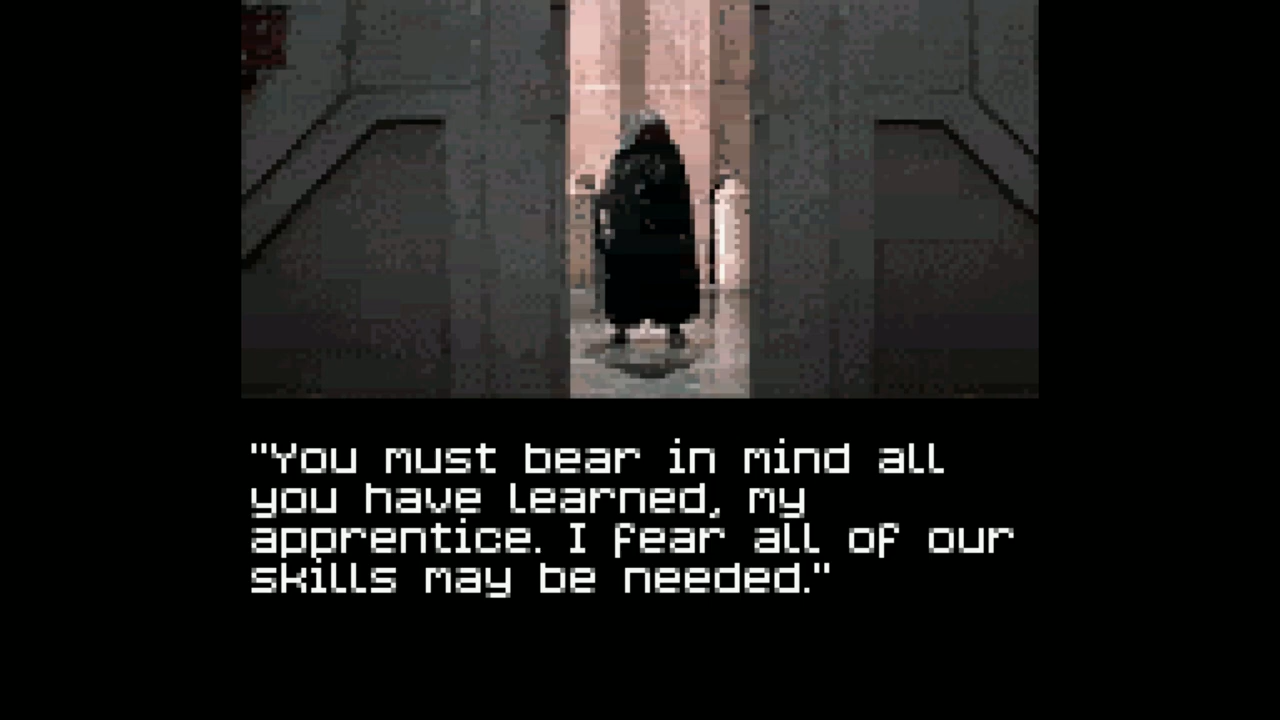 "You must bear in mind all
you have learned, my
apprentice. I fear all of our
skills may be needed."